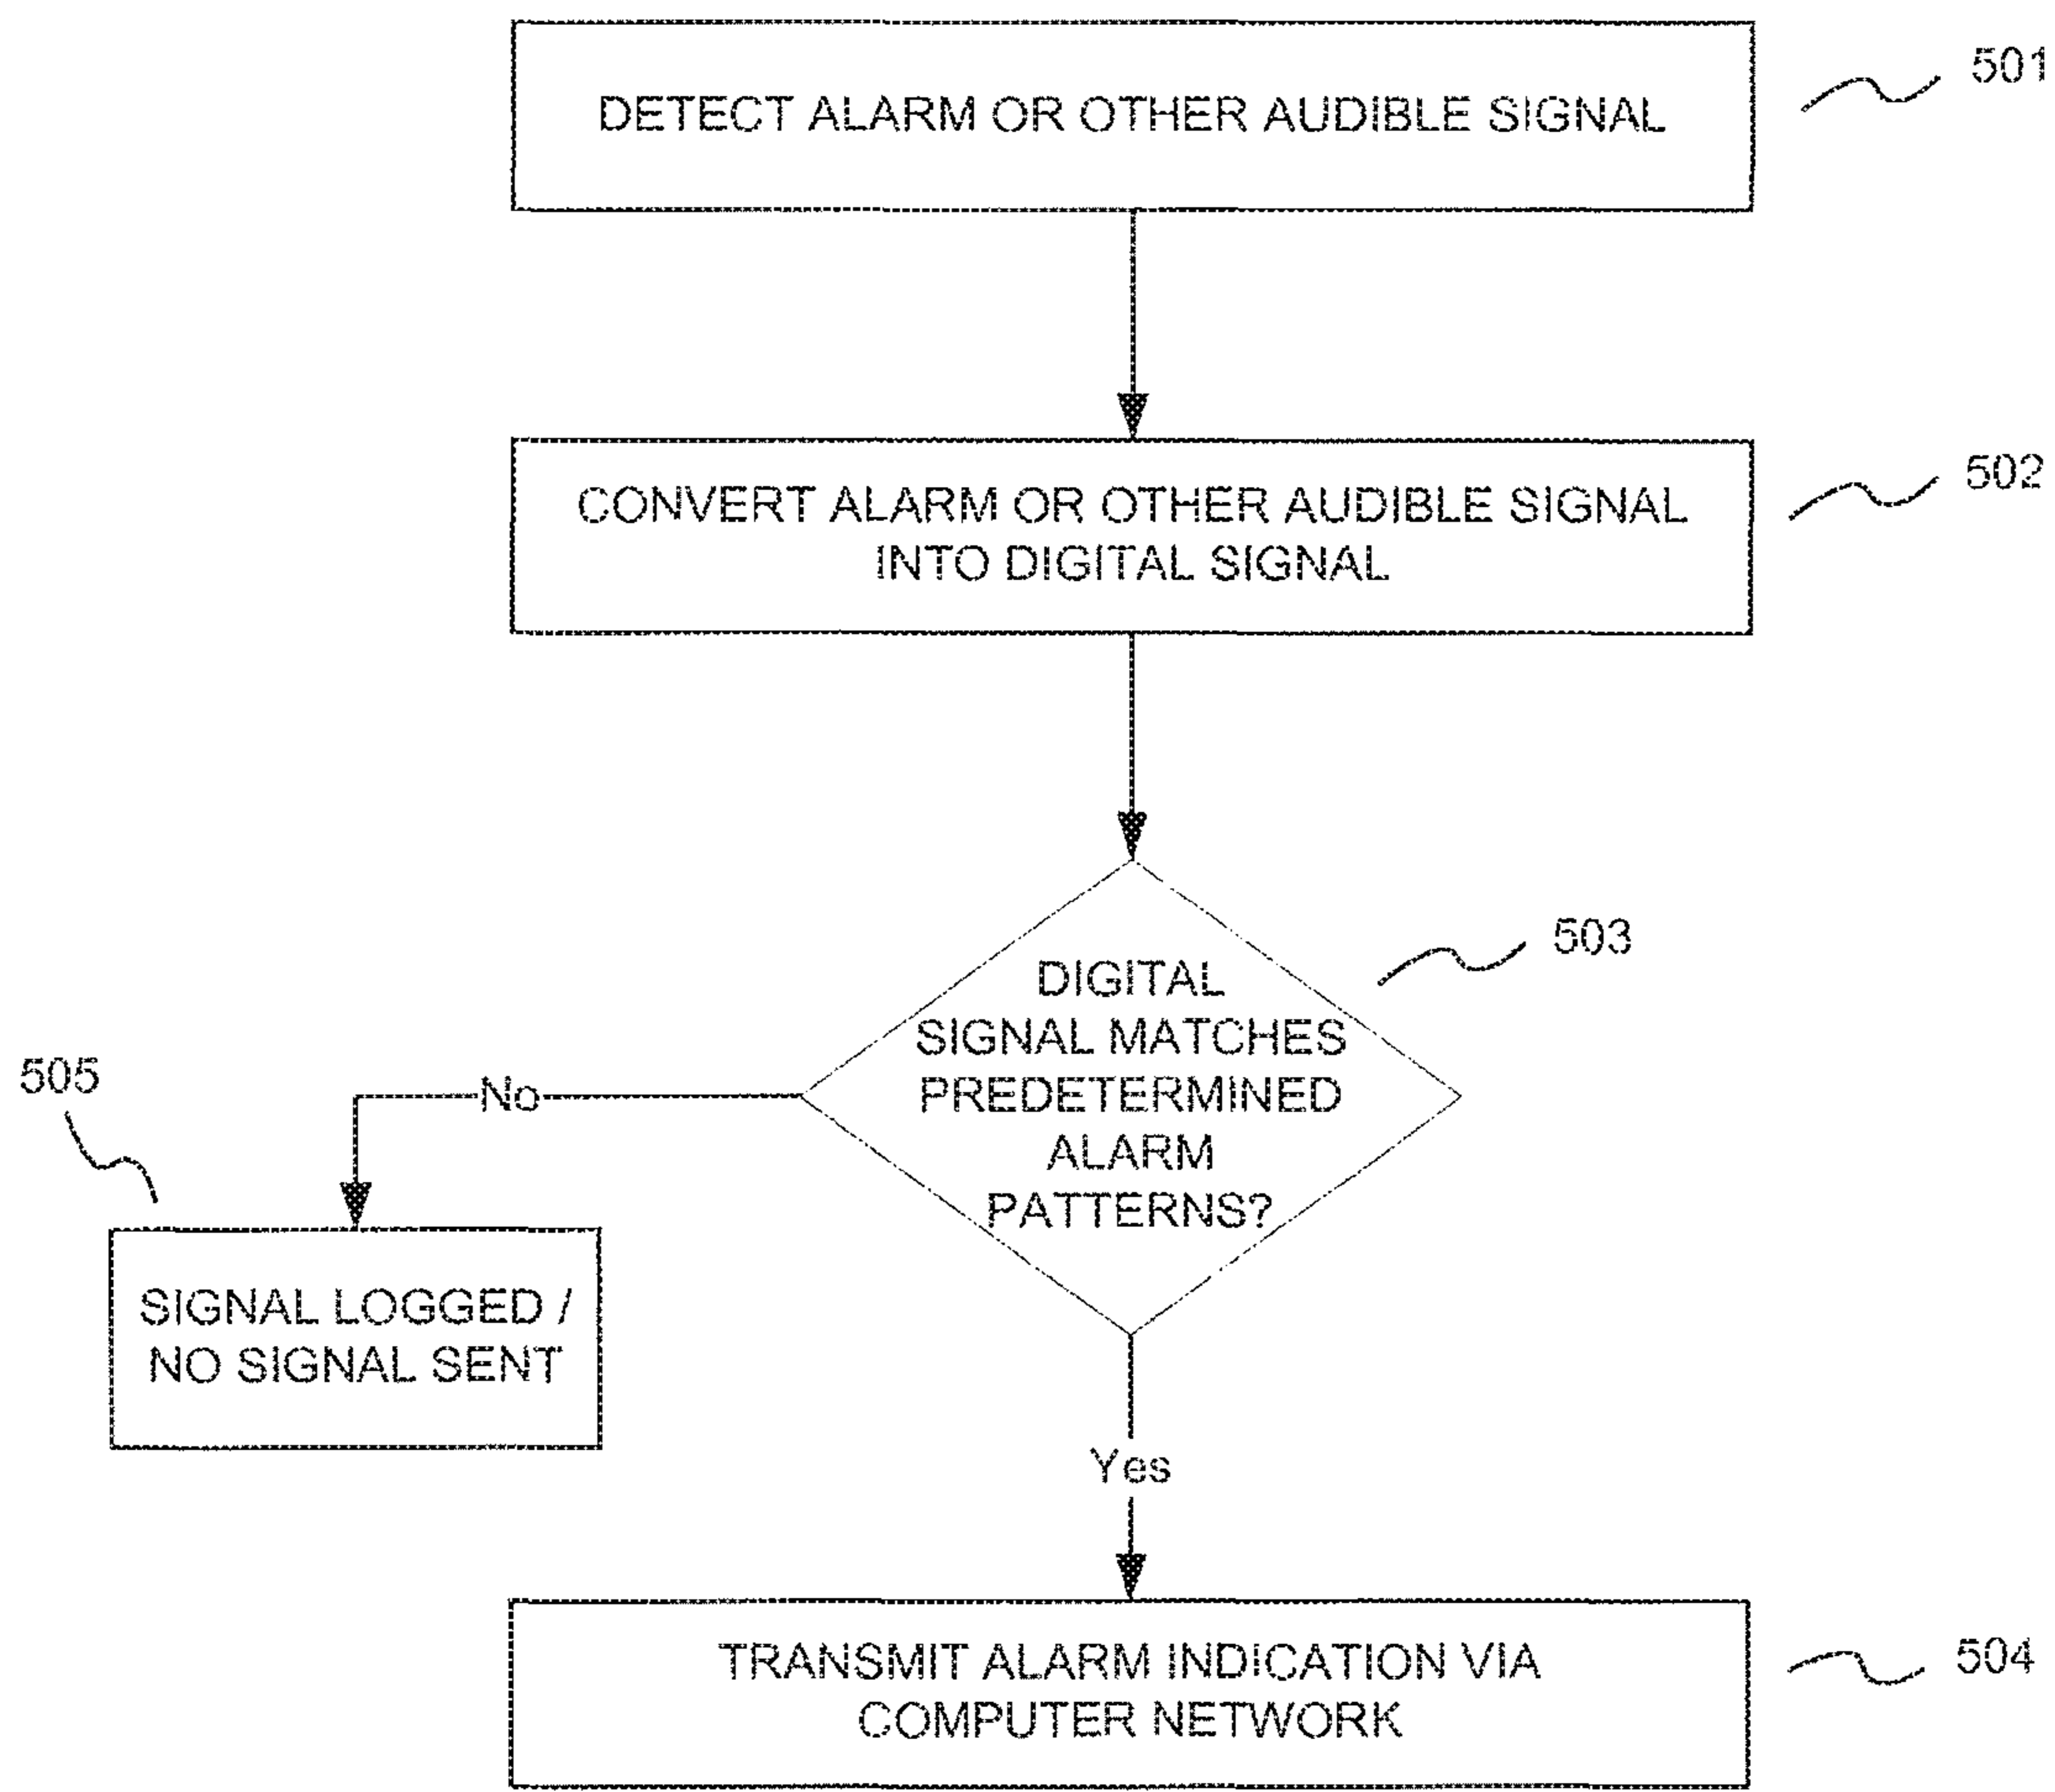 DETECT ALARM OR OTHER AUDIBLE SIGNAL
501
CONVERT ALARM OR OTHER AUDIBLE SIGNAL
INTO DIGITAL SIGNAL
502
DIGITAL
SIGNAL MATCHES
PREDETERMINED
ALARM
PATTERNS?
503
No
505
SIGNAL LOGGED /
NO SIGNAL SENT
Yes
TRANSMIT ALARM INDICATION VIA
COMPUTER NETWORK
504